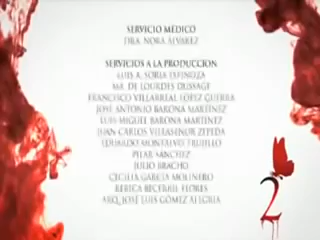 SERVICIO MÉDICO
DRA. NORA ÁLVAREZ
SERVICIOS A LA PRODUCCIÓN
LUIS A. SORIA ESPINOZA
MA. DE LOURDES DUSSAGE
FRANCISCO VILLARREAL LÓPEZ GUERRA
JOSÉ ANTONIO BARONA MARTÍNEZ
LUIS MIGUEL BARONA MARTÍNEZ
JUAN CARLOS VILLASEÑOR ZEPEDA
EDUARDO MONTALVO TRUJILLO
PILAR SÁNCHEZ
JULIO BRACHO
CECILIA GARCÍA MOLINERO
REBECA BECERRIL FLORES
ARQ. JOSÉ LUIS GÓMEZ ALEGRÍA
2